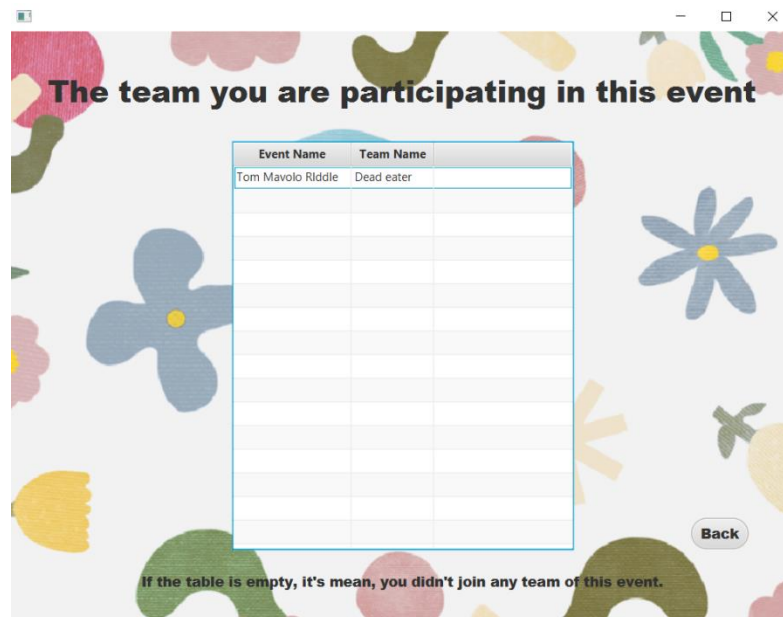 The team you are participating in this event
Event Name Team Name
Tom Mavolo RIddle Dead eater
Back
If the table is empty, it's mean, you didn't join any team of this event.